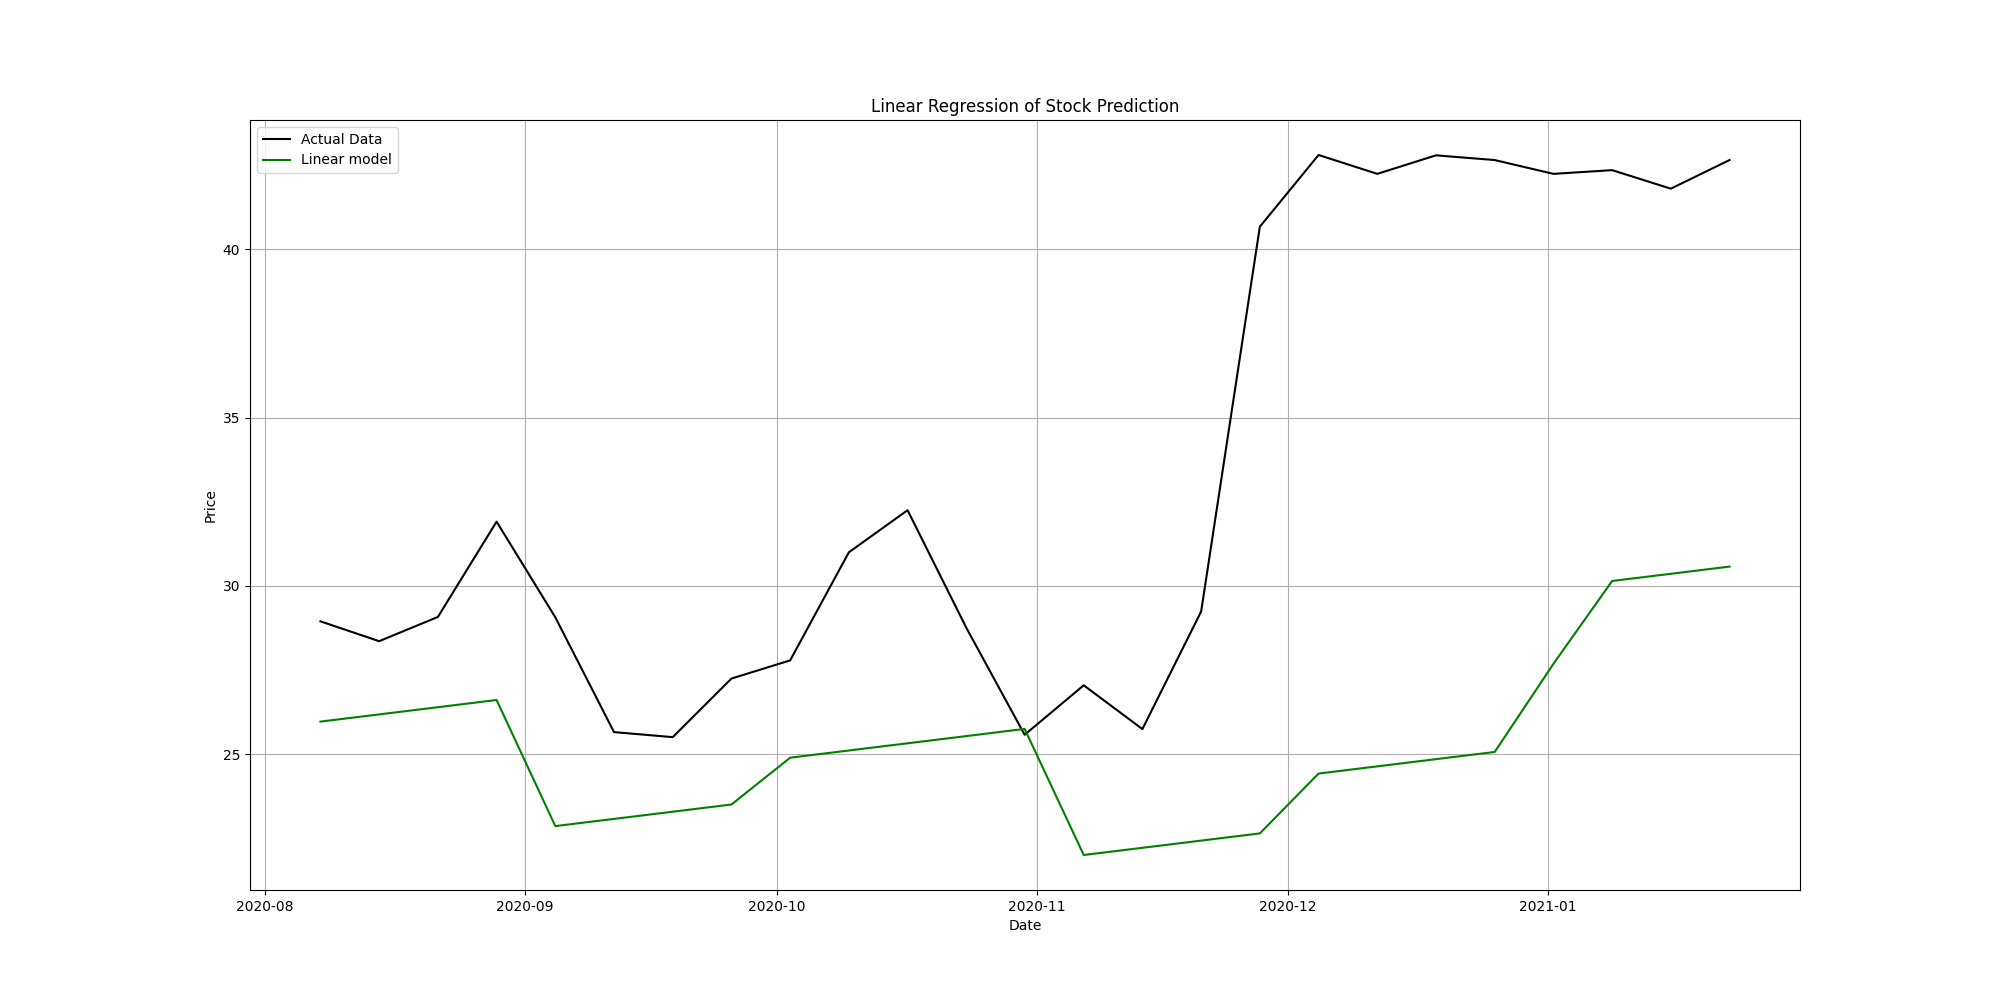 Linear Regression of Stock Prediction
Actual Data
Linear model
40
35
30
25
Price
2020-08 2020-09 2020-10 2020-11 2020-12 2021-01
Date